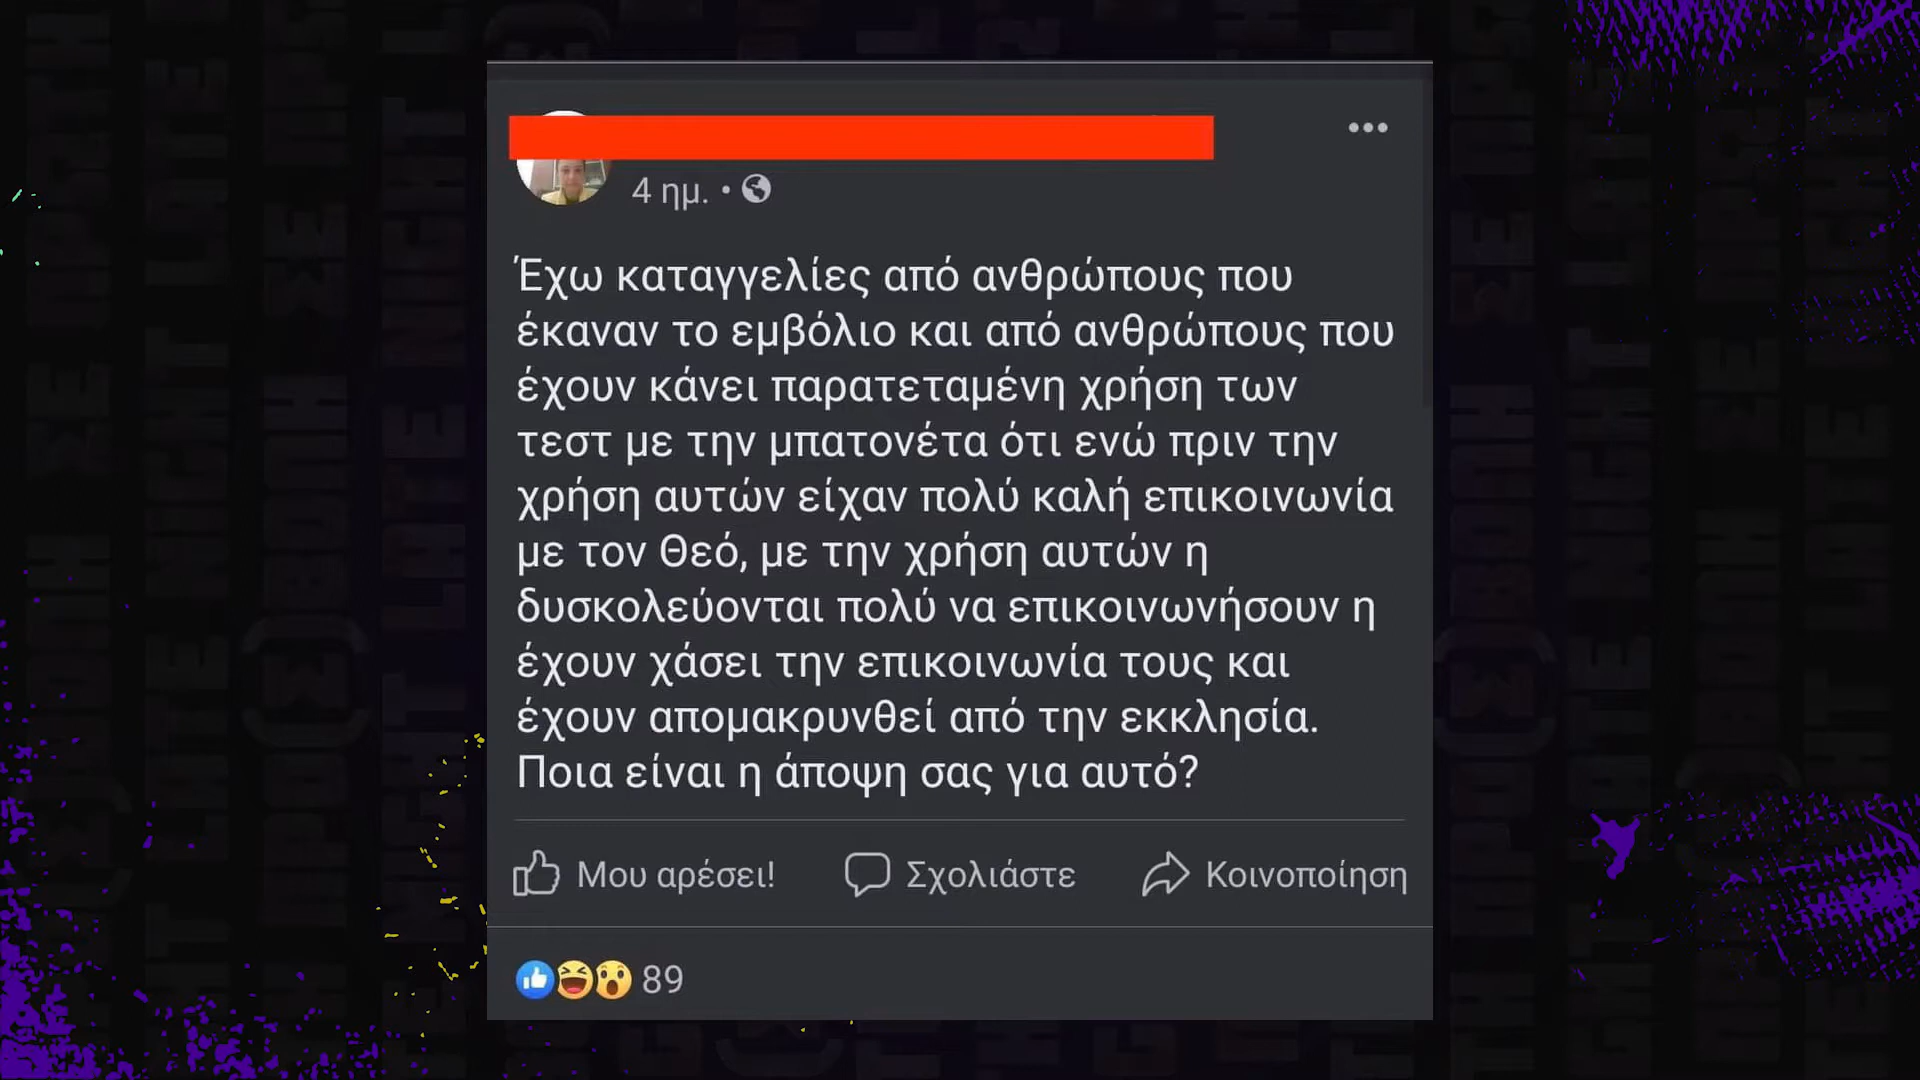 4 ημ. •
Έχω καταγγελίες από ανθρώπους που
έκαναν το εμβόλιο και από ανθρώπους που
έχουν κάνει παρατεταμένη χρήση των
τεστ με την μπατονέτα ότι ενώ πριν την
χρήση αυτών είχαν πολύ καλή επικοινωνία
με τον Θεό, με την χρήση αυτών η
δυσκολεύονται πολύ να επικοινωνήσουν η
έχουν χάσει την επικοινωνία τους και
έχουν απομακρυνθεί από την εκκλησία.
Ποια είναι η άποψη σας για αυτό?
Μου αρέσει! Σχολιάστε Κοινοποίηση
89